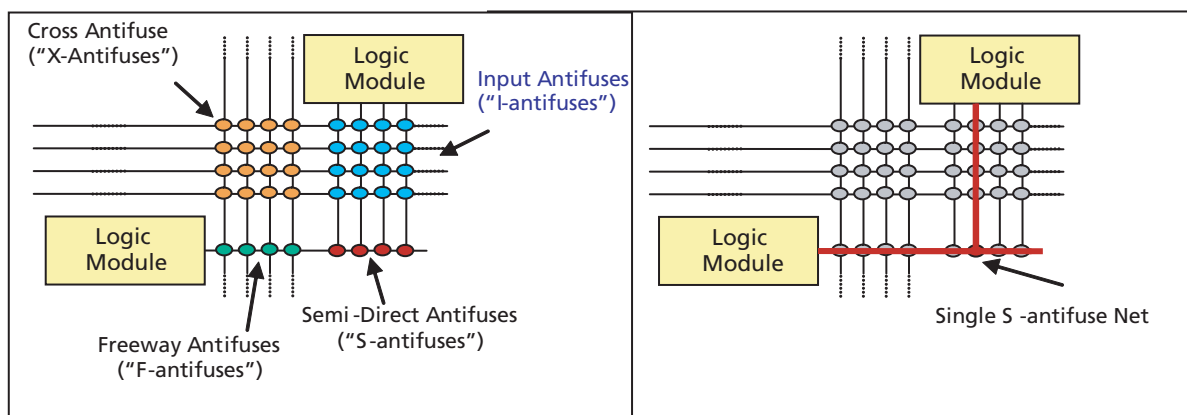 Cross Antifuse
("X-Antifuses")
Logic
Module
Input Antifuses
("I-antifuses")
Logic
Module
Freeway Antifuses
("F-antifuses")
Semi-Direct Antifuses
("S-antifuses")
Logic
Module
Logic
Module
Single S -antifuse Net